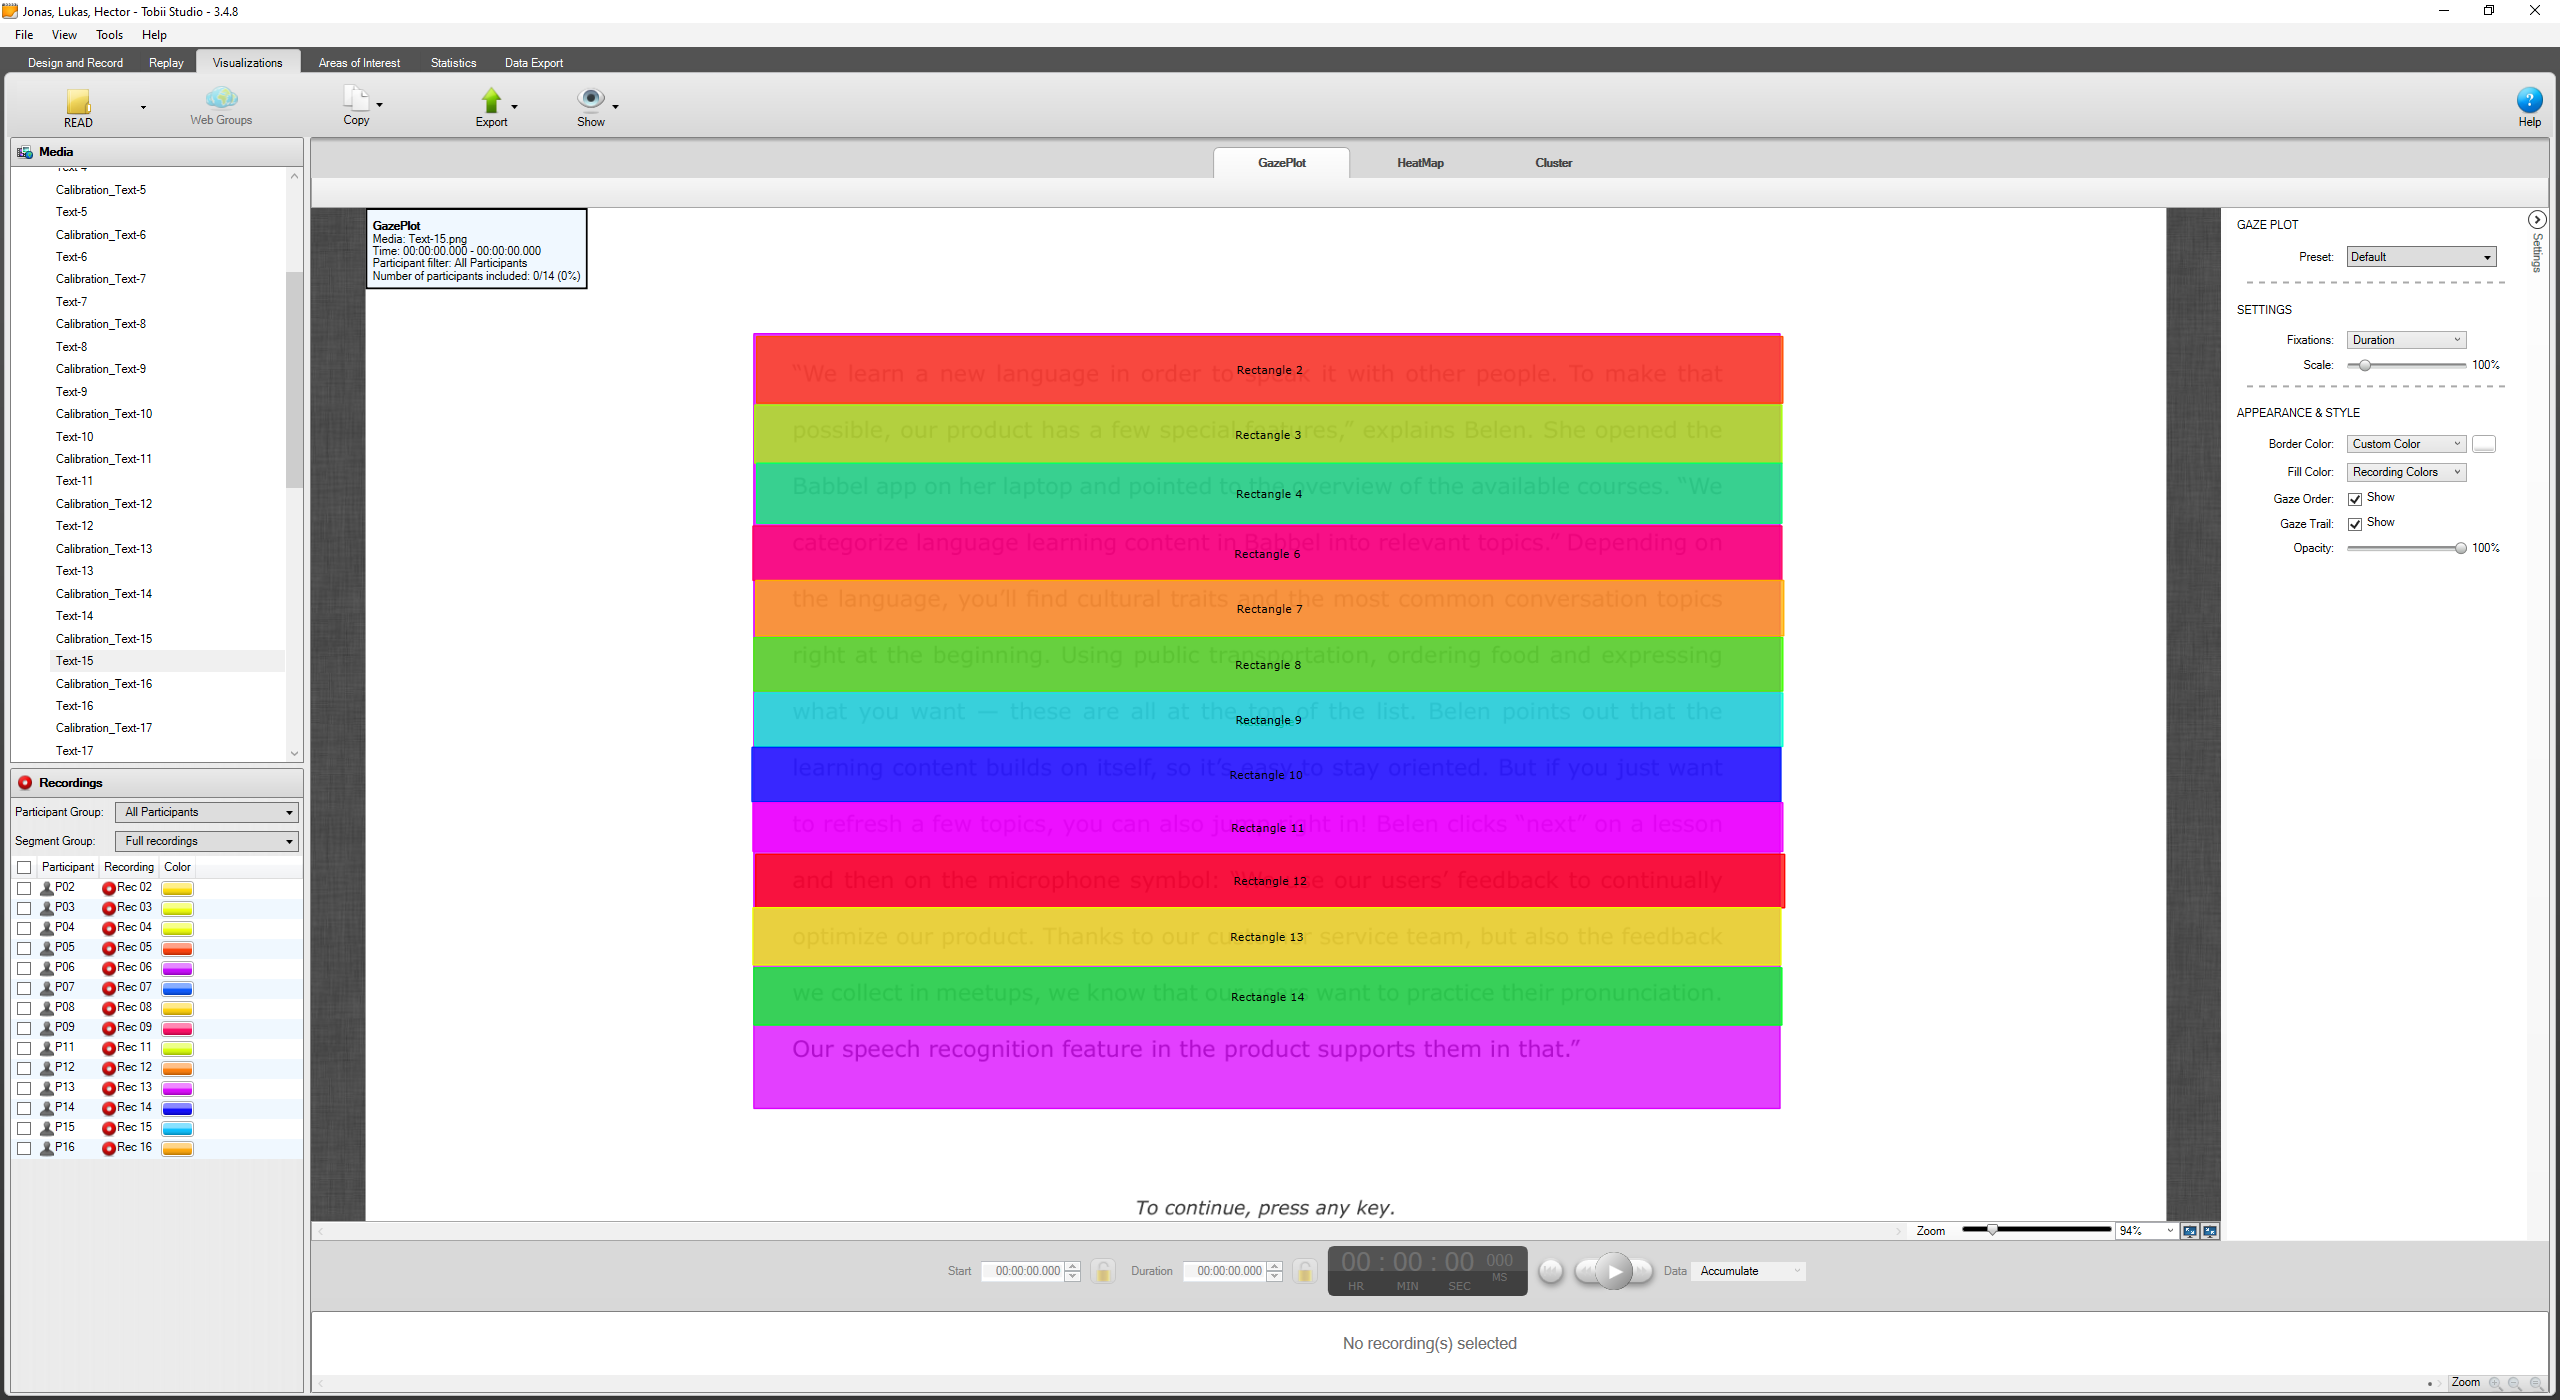 Jonas, Lukas, Hector - Tobii Studio - 3.4.8
File View Tools Help
Design and Record Replay Visualizations Areas of Interest Statistics Data Export
READ Web Groups Copy Export Show Help
Media
Text-4
Calibration_Text-5
Text-5
Calibration_Text-6
Text-6
Calibration_Text-7
Text-7
Calibration_Text-8
Text-8
Calibration_Text-9
Text-9
Calibration_Text-10
Text-10
Calibration_Text-11
Text-11
Calibration_Text-12
Text-12
Calibration_Text-13
Text-13
Calibration_Text-14
Text-14
Calibration_Text-15
Text-15
Calibration_Text-16
Text-16
Calibration_Text-17
Text-17
Recordings
Participant Group: All Participants
Segment Group: Full recordings
Participant Recording Color
P02 Rec 02
P03 Rec 03
P04 Rec 04
P05 Rec 05
P06 Rec 06
P07 Rec 07
P08 Rec 08
P09 Rec 09
P11 Rec 11
P12 Rec 12
P13 Rec 13
P14 Rec 14
P15 Rec 15
P16 Rec 16
GazePlot HeatMap Cluster
GazePlot
Media: Text-15.png
Time: 00:00:00.000 - 00:00:00.000
Participant filter: All Participants
Number of participants included: 0/14 (0%)
“We learn a new language in order to speak it with other people. To make that
Rectangle 2
possible, our product has a few special features,” explains Belen. She opened the
Rectangle 3
Babbel app on her laptop and pointed to the overview of the available courses. “We
Rectangle 4
categorize language learning content in Babbel into relevant topics.” Depending on
Rectangle 6
the language, you’ll find cultural traits and the most common conversation topics
Rectangle 7
right at the beginning. Using public transportation, ordering food and expressing
Rectangle 8
what you want — these are all at the top of the list. Belen points out that the
Rectangle 9
learning content builds on itself, so it’s easy to stay oriented. But if you just want
Rectangle 10
to refresh a few topics, you can also jump right in! Belen clicks “next” on a lesson
Rectangle 11
and then on the microphone symbol: our users’ feedback to continually
Rectangle 12
optimize our product. Thanks to our customer service team, but also the feedback
Rectangle 13
we collect in meetups, we know that our users want to practice their pronunciation.
Rectangle 14
Our speech recognition feature in the product supports them in that.”
To continue, press any key.
Zoom 94%
GAZE PLOT
Preset: Default
SETTINGS
Fixations: Duration
Scale: 100%
APPEARANCE & STYLE
Border Color: Custom Color
Fill Color: Recording Colors
Gaze Order: Show
Gaze Trail: Show
Opacity: 100%
Settings
Start 00:00:00.000 Duration 00:00:00.000 00 : 00 : 00 000 Data Accumulate
HR MIN SEC MS
No recording(s) selected
Zoom